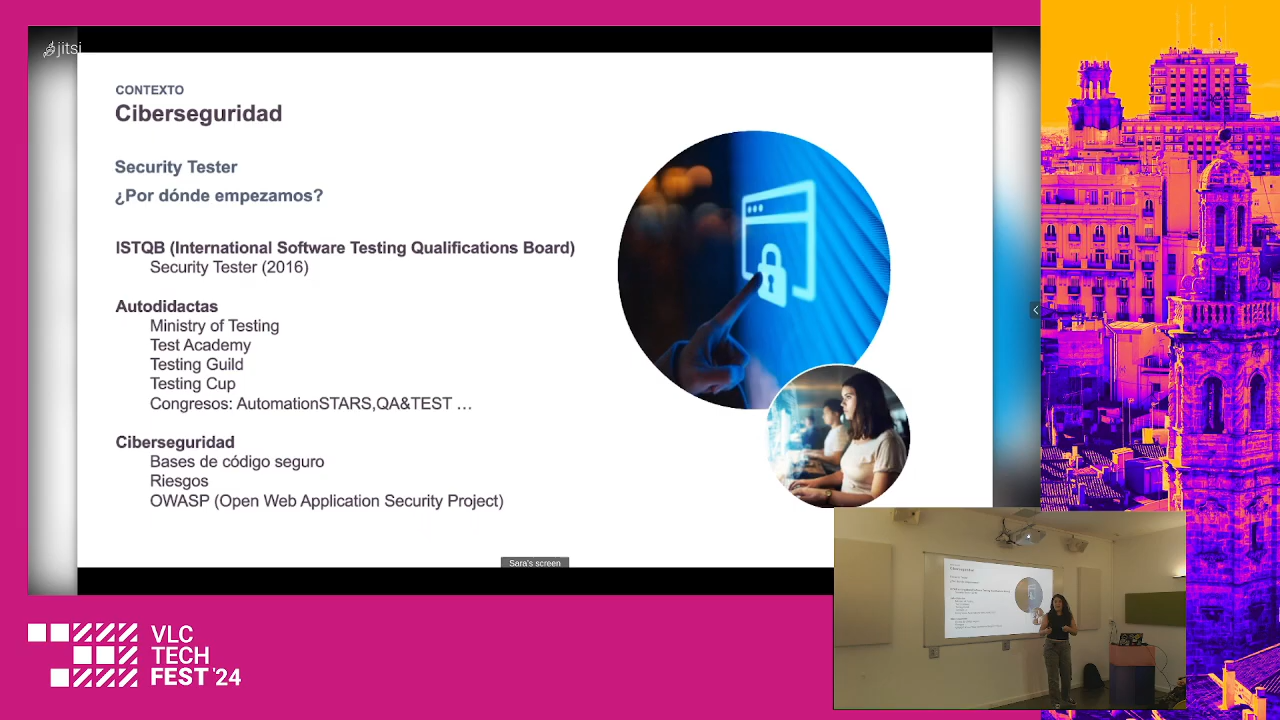 jitsi
CONTEXTO
Ciberseguridad
Security Tester
¿Por dónde empezamos?
ISTQB (International Software Testing Qualifications Board)
Security Tester (2016)
Autodidactas
Ministry of Testing
Test Academy
Testing Guild
Testing Cup
Congresos: AutomationSTARS,QA&TEST …
Ciberseguridad
Bases de código seguro
Riesgos
OWASP (Open Web Application Security Project)
Sara's screen
VLC
TECH
FEST '24